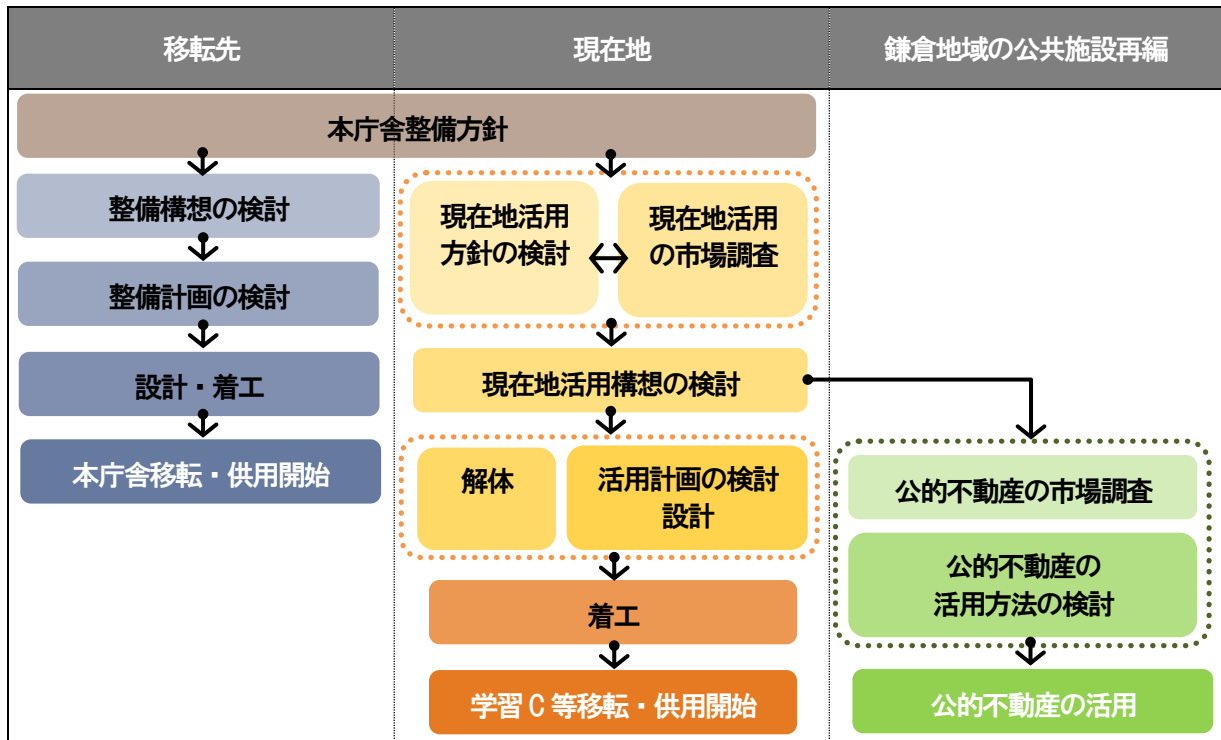 移転先
現在地
鎌倉地域の公共施設再編
本庁舎整備方針
整備構想の検討
整備計画の検討
設計・着工
本庁舎移転・供用開始
現在地活用
方針の検討
現在地活用
の市場調査
現在地活用構想の検討
解体
活用計画の検討
設計
着工
学習C等移転・供用開始
公的不動産の市場調査
公的不動産の
活用方法の検討
公的不動産の活用